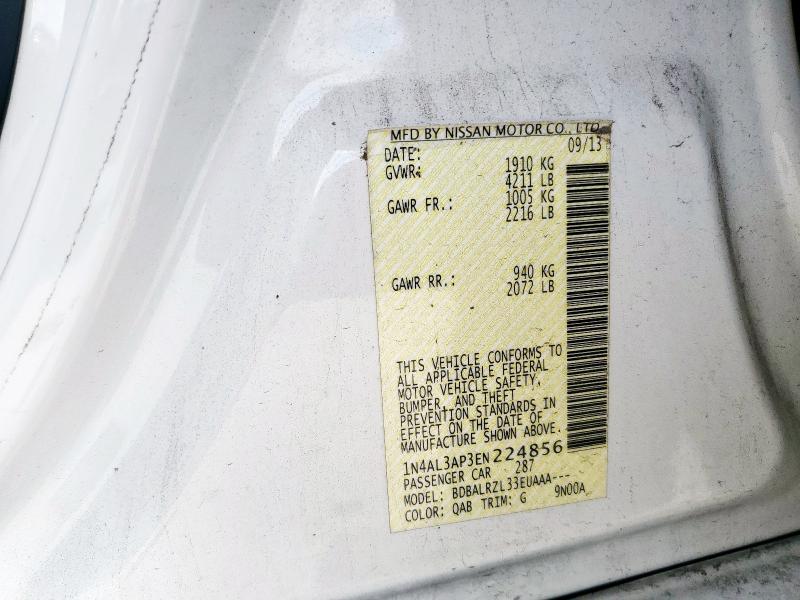 MFD BY NISSAN MOTOR CO., LTD.
DATE: 09/13
GVWR: 1910 KG
4211 LB
GAWR FR.: 1005 KG
2216 LB
GAWR RR.: 940 KG
2072 LB
THIS VEHICLE CONFORMS TO
ALL APPLICABLE FEDERAL
MOTOR VEHICLE SAFETY,
BUMPER, AND THEFT
PREVENTION STANDARDS IN
EFFECT ON THE DATE OF
MANUFACTURE SHOWN ABOVE.
1N4AL3AP3EN224856
PASSENGER CAR 287
MODEL: BDBALRZL33EUAAA---
COLOR: QAB TRIM: G 9N00A